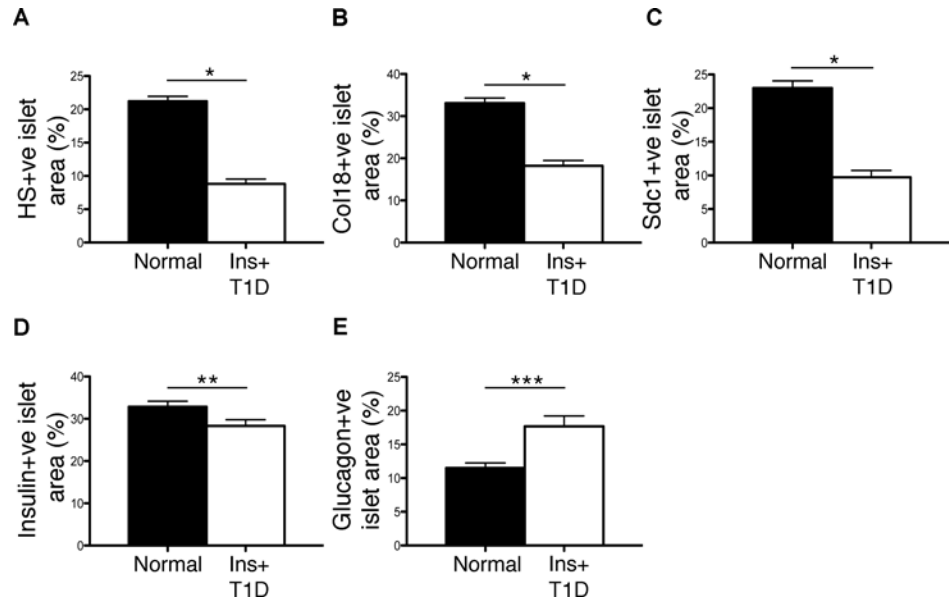 A
HS+ve islet
area (%)
25
20
15
10
5
0
*
Normal
Ins+
T1D
B
Col18+ve islet
area (%)
40
30
20
10
0
*
Normal
Ins+
T1D
C
Sdc1+ve islet
area (%)
25
20
15
10
5
0
*
Normal
Ins+
T1D
D
Insulin+ve islet
area (%)
40
30
20
10
0
**
Normal
Ins+
T1D
E
Glucagon+ve
islet area (%)
25
20
15
10
5
0
***
Normal
Ins+
T1D